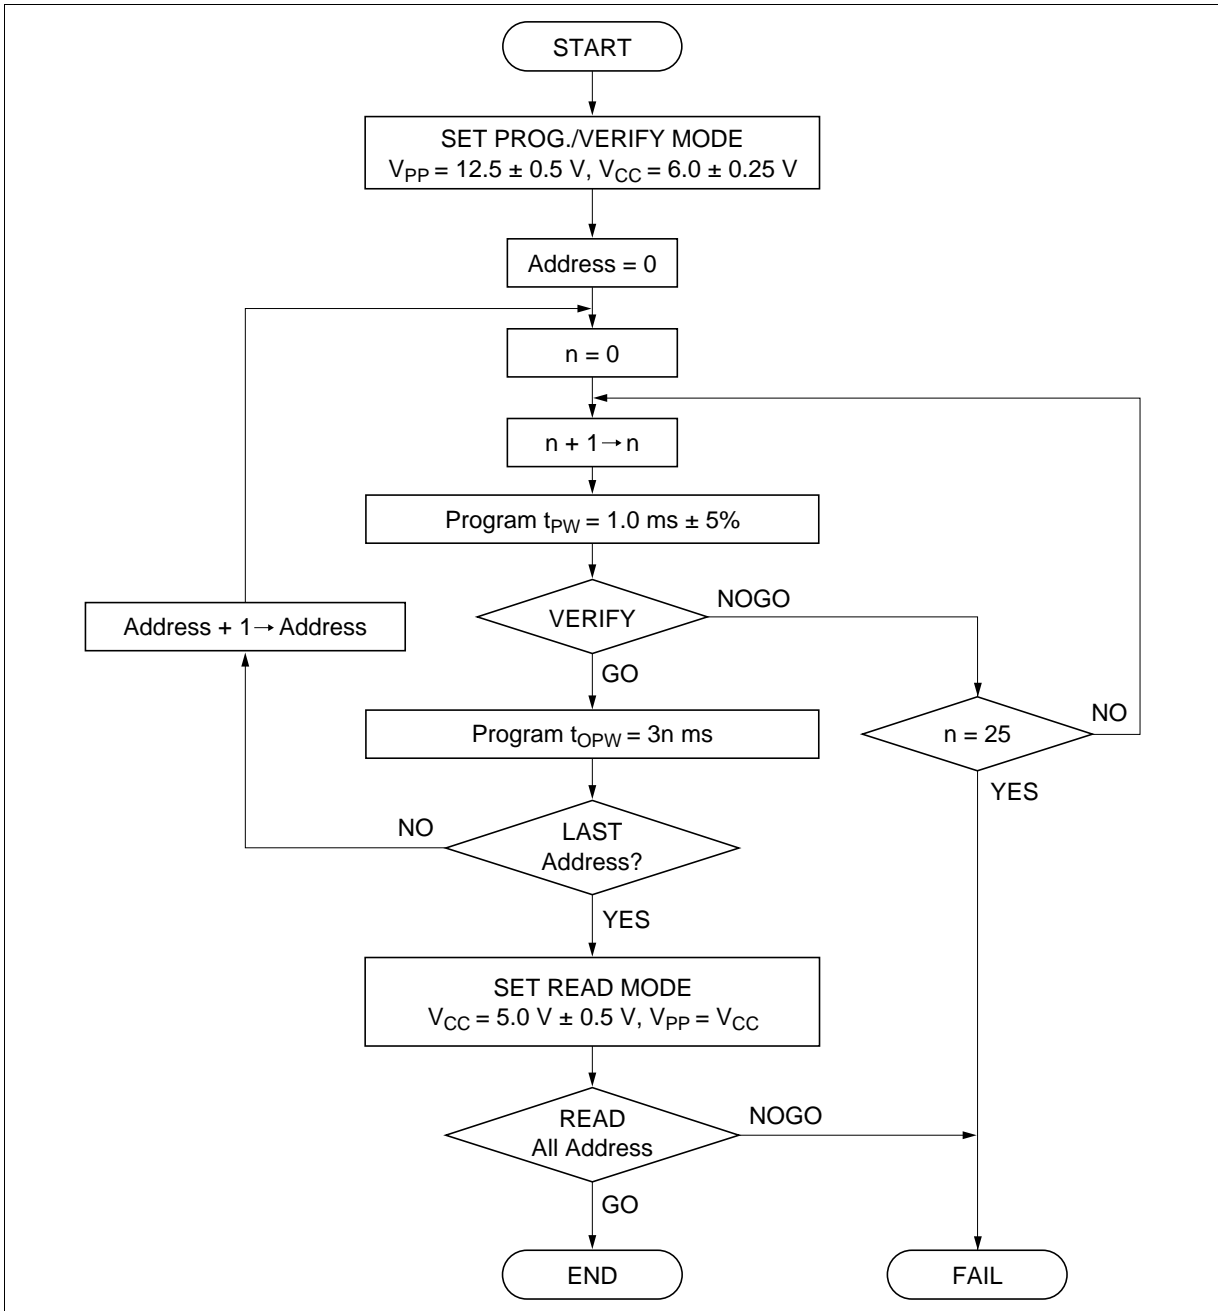 START
SET PROG./VERIFY MODE
VPP = 12.5 ± 0.5 V, VCC = 6.0 ± 0.25 V
Address = 0
n = 0
n + 1 → n
Program tPW = 1.0 ms ± 5%
VERIFY
NOGO
GO
Address + 1 → Address
Program tOPW = 3n ms
n = 25
NO
YES
LAST
Address?
NO
YES
SET READ MODE
VCC = 5.0 V ± 0.5 V, VPP = VCC
READ
All Address
NOGO
GO
END
FAIL